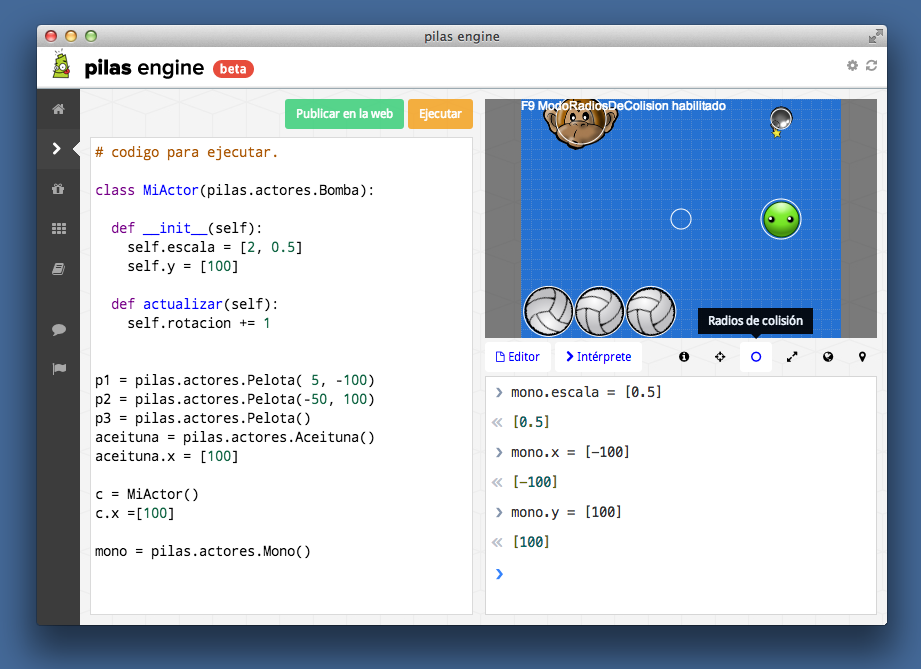 pilas engine
pilas engine beta
Publicar en la web
Ejecutar
# codigo para ejecutar.
class MiActor(pilas.actores.Bomba):
def __init__(self):
self.escala = [2, 0.5]
self.y = [100]
def actualizar(self):
self.rotacion += 1
p1 = pilas.actores.Pelota( 5, -100)
p2 = pilas.actores.Pelota(-50, 100)
p3 = pilas.actores.Pelota()
aceituna = pilas.actores.Aceituna()
aceituna.x = [100]
c = MiActor()
c.x =[100]
mono = pilas.actores.Mono()
F9 ModoRadiosDeColision habilitado
Radios de colisión
Editor
Intérprete
mono.escala = [0.5]
[0.5]
mono.x = [-100]
[-100]
mono.y = [100]
[100]